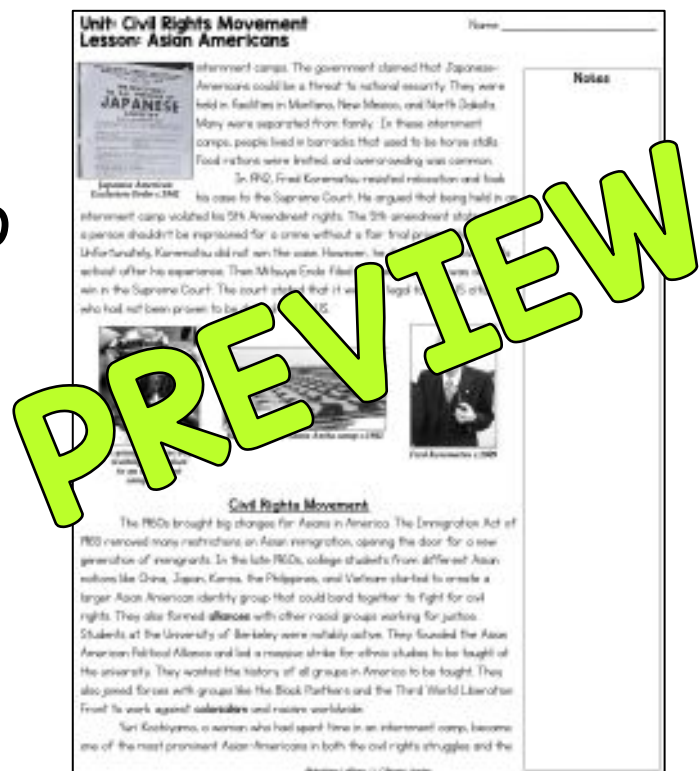 Unit: Civil Rights Movement
Lesson: Asian Americans
Name
Notes
internment camps. The government claimed that Japanese-
Americans could be a threat to national security. They were
held in facilities in Montana, New Mexico, and North Dakota.
Many were separated from family. In these internment
camps, people lived in barracks that used to be horse stalls.
Food rations were limited, and overcrowding was common.
JAPANESE
Japanese American
Exclusion Order c.1942
In 1942, Fred Korematsu resisted relocation and took
his case to the Supreme Court. He argued that being held in an
internment camp violated his 5th Amendment rights. The 5th amendment
a person shouldn't be imprisoned for a crime without a fair trial
Unfortunately, Korematsu did not win the case. However,
activist after his experience. Then Mitsuye Endo filed was
win in the Supreme Court. The court stated that it legal
who had not been proven to be US.
PREVIEW
camp c.1942
Fred Korematsu c.
Civil Rights Movement
The 1960s brought big changes for Asians in America. The Immigration Act of
1965 removed many restrictions on Asian immigration, opening the door for a new
generation of immigrants. In the late 1960s, college students from different Asian
nations like China, Japan, Korea, the Philippines, and Vietnam started to create a
larger Asian American identity group that could band together to fight for civil
rights. They also formed alliances with other racial groups working for justice.
Students at the University of Berkeley were notably active. They founded the Asian
American Political Alliance and led a massive strike for ethnic studies to be taught at
the university. They wanted the history of all groups in America to be taught. They
also joined forces with groups like the Black Panthers and the Third World Liberation
Front to work against colonialism and racism worldwide.
Yuri Kochiyama, a woman who had spent time in an internment camp, became
one of the most prominent Asian-Americans in both the civil rights struggles and the